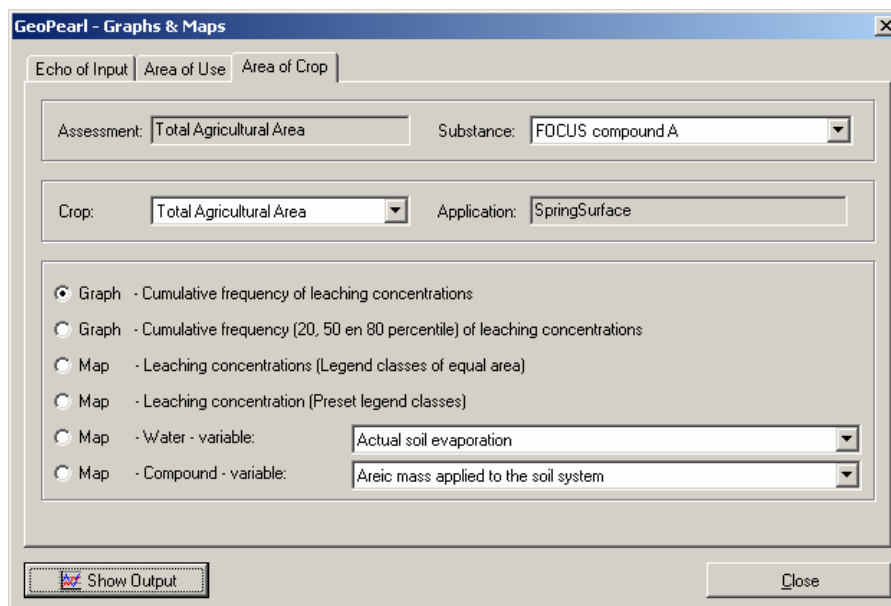 GeoPearl - Graphs & Maps
Echo of Input Area of Use Area of Crop
Assessment: Total Agricultural Area Substance: FOCUS compound A
Crop: Total Agricultural Area Application: SpringSurface
Graph - Cumulative frequency of leaching concentrations
Graph - Cumulative frequency (20, 50 en 80 percentile) of leaching concentrations
Map - Leaching concentrations (Legend classes of equal area)
Map - Leaching concentration (Preset legend classes)
Map - Water - variable: Actual soil evaporation
Map - Compound - variable: Areic mass applied to the soil system
Show Output Close